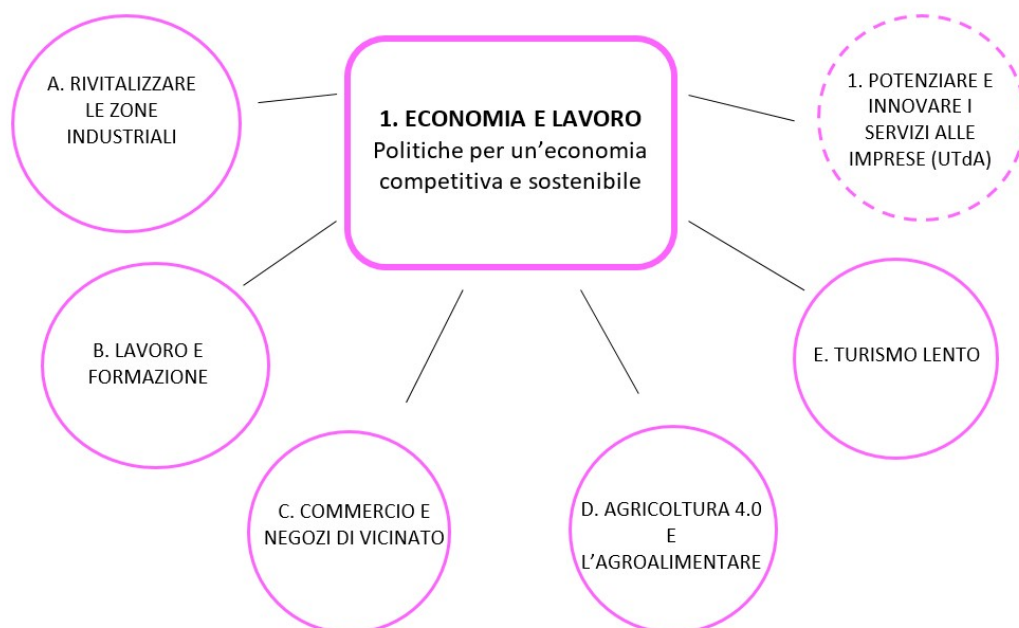 A. RIVITALIZZARE
LE ZONE
INDUSTRIALI
1. ECONOMIA E LAVORO
Politiche per un'economia
competitiva e sostenibile
1. POTENZIARE E
INNOVARE I
SERVIZI ALLE
IMPRESE (UTdA)
B. LAVORO E
FORMAZIONE
E. TURISMO LENTO
C. COMMERCIO E
NEGOZI DI VICINATO
D. AGRICOLTURA 4.0
E
L'AGROALIMENTARE